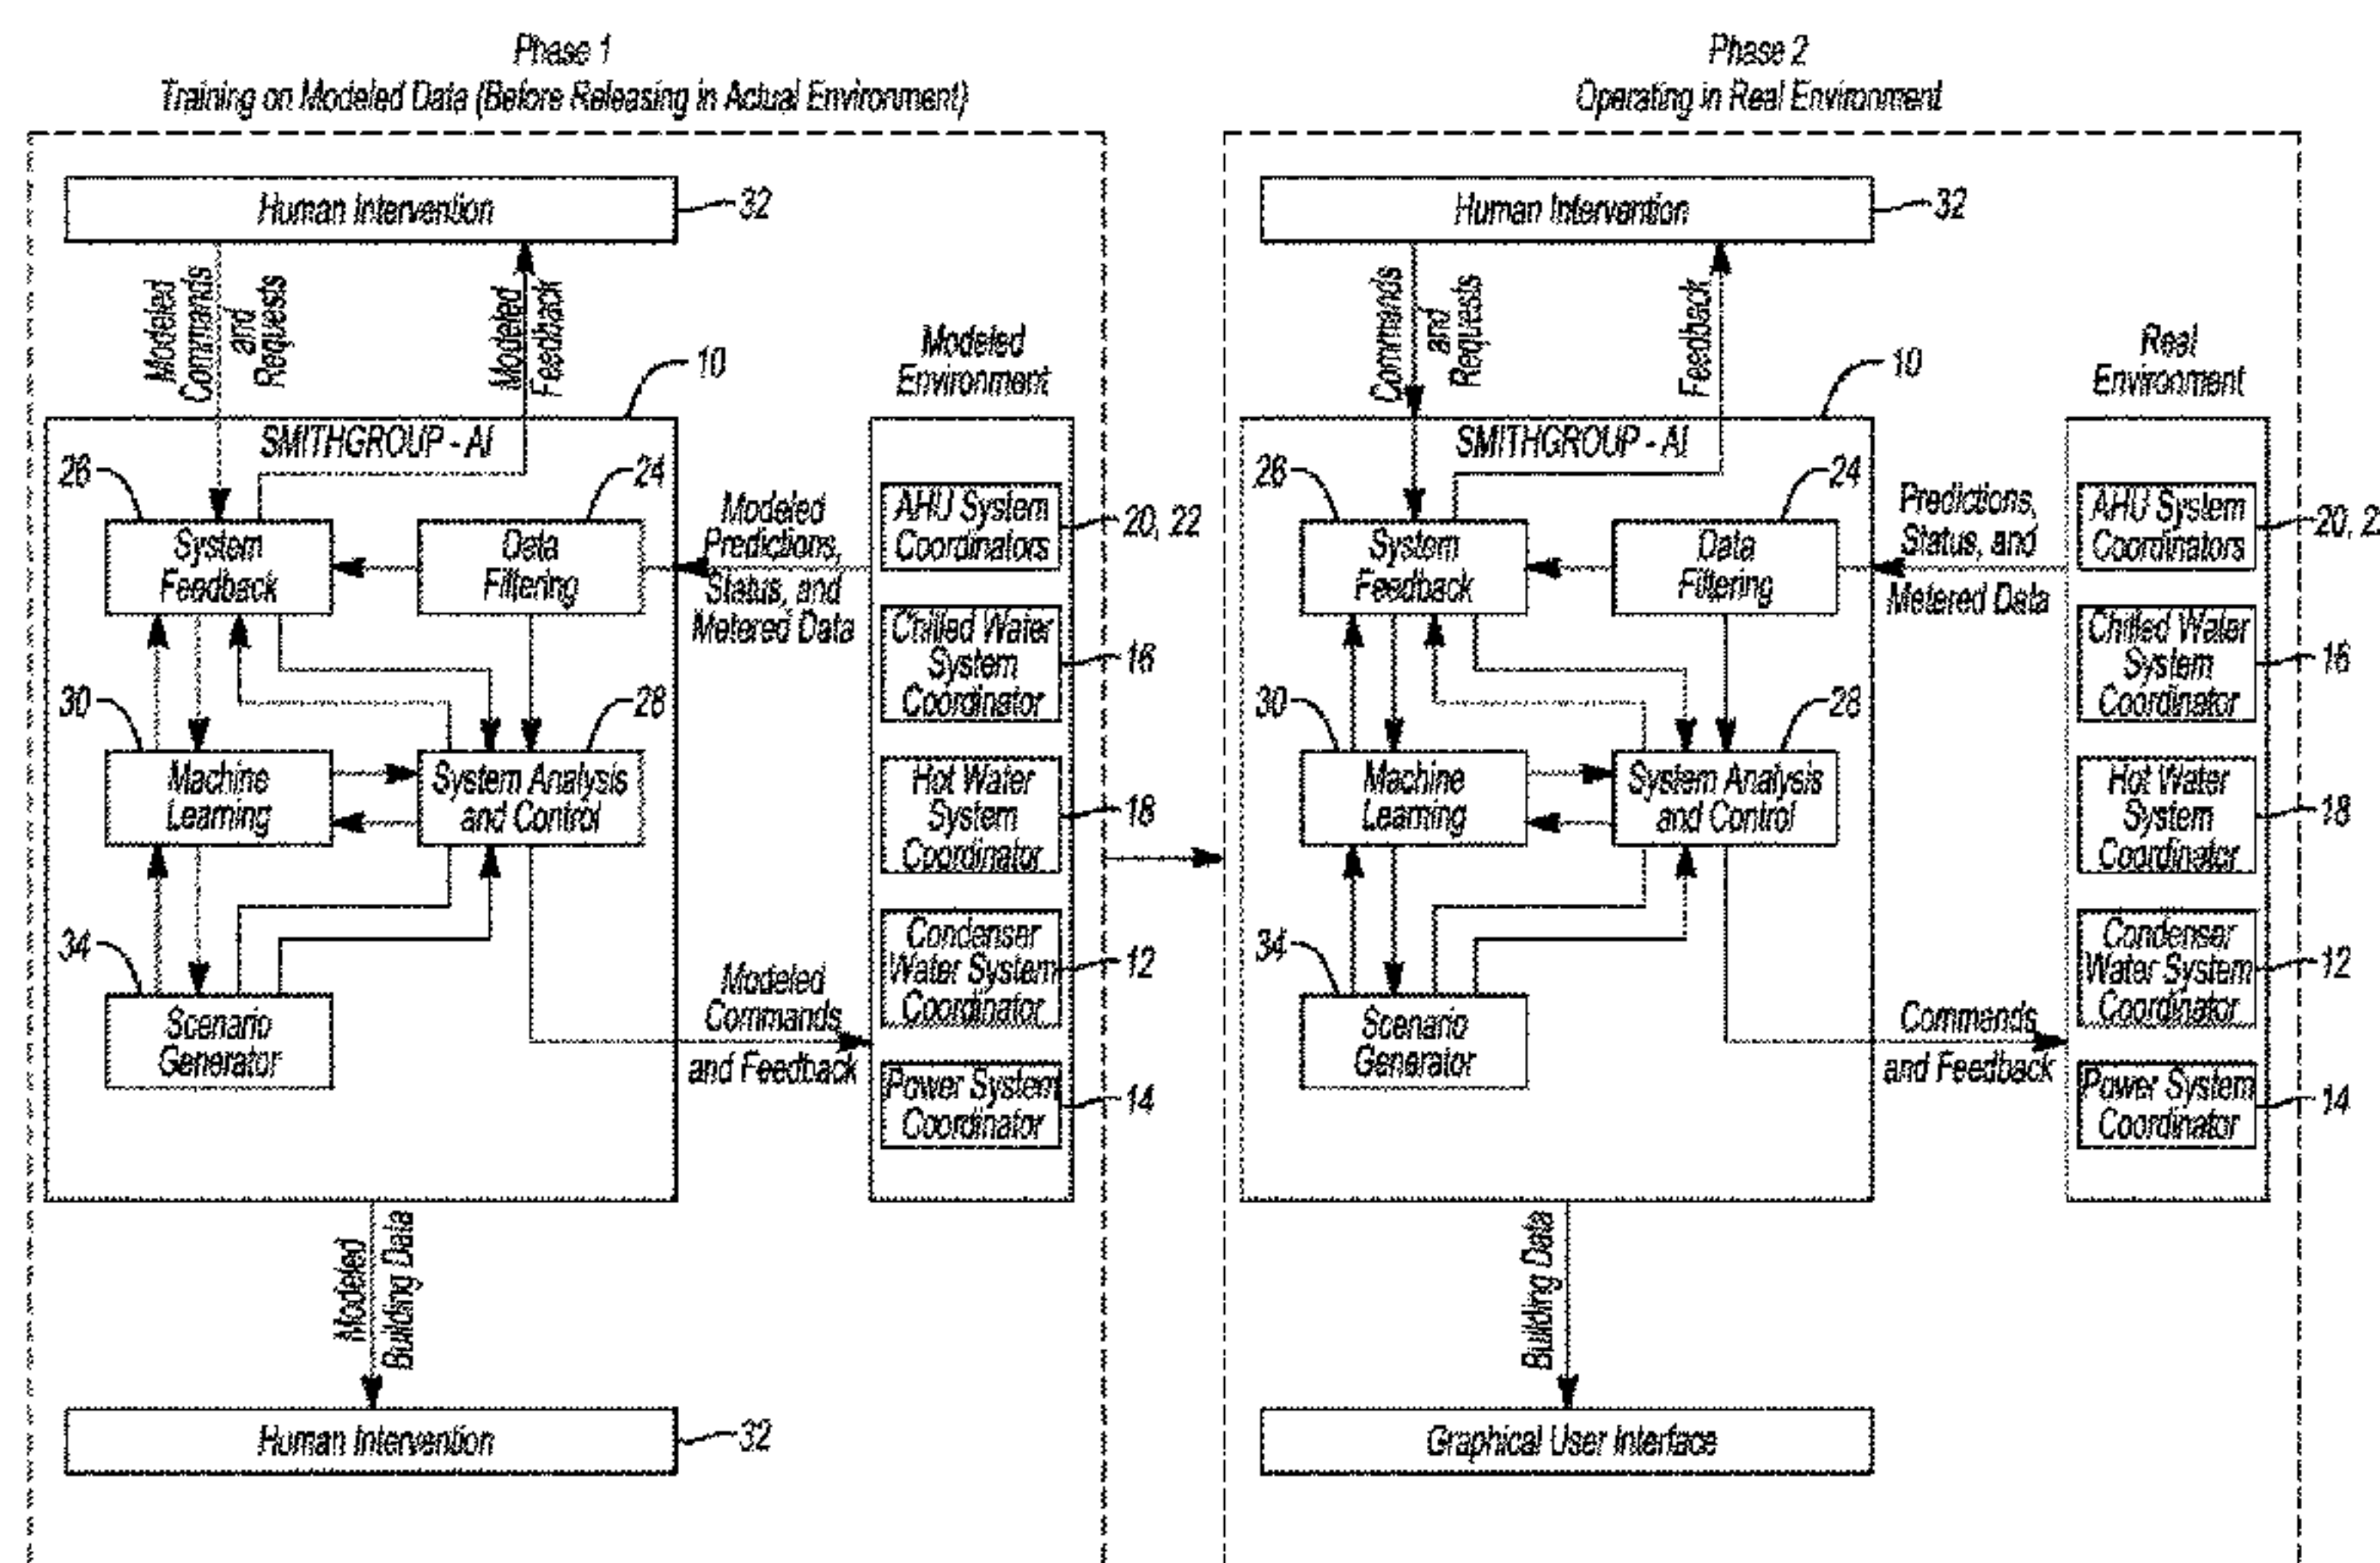 Phase 1
Training on Modeled Data (Before Releasing in Actual Environment)
Human Intervention
32
Modeled
Commands
and
Requests
Modeled
Feedback
10
SMITHGROUP - AI
26
24
System
Feedback
Data
Filtering
30
28
Machine
Learning
System Analysis
and Control
34
Scenario
Generator
Modeled
Predictions,
Status, and
Metered Data
Modeled
Commands
and Feedback
Modeled
Environment
AHU System
Coordinators
20, 22
Chilled Water
System
Coordinator
16
Hot Water
System
Coordinator
18
Condenser
Water System
Coordinator
12
Power System
Coordinator
14
Modeled
Building Data
Human Intervention
32
Phase 2
Operating in Real Environment
Human Intervention
32
Commands
and
Requests
Feedback
10
SMITHGROUP - AI
26
24
System
Feedback
Data
Filtering
30
28
Machine
Learning
System Analysis
and Control
34
Scenario
Generator
Predictions,
Status, and
Metered Data
Commands
and Feedback
Real
Environment
AHU System
Coordinators
20, 2
Chilled Water
System
Coordinator
16
Hot Water
System
Coordinator
18
Condenser
Water System
Coordinator
12
Power System
Coordinator
14
Building Data
Graphical User Interface